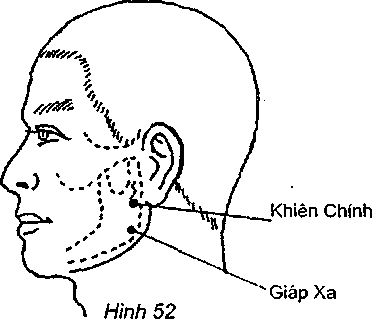 Khiên Chính
Giáp Xa
Hình 52